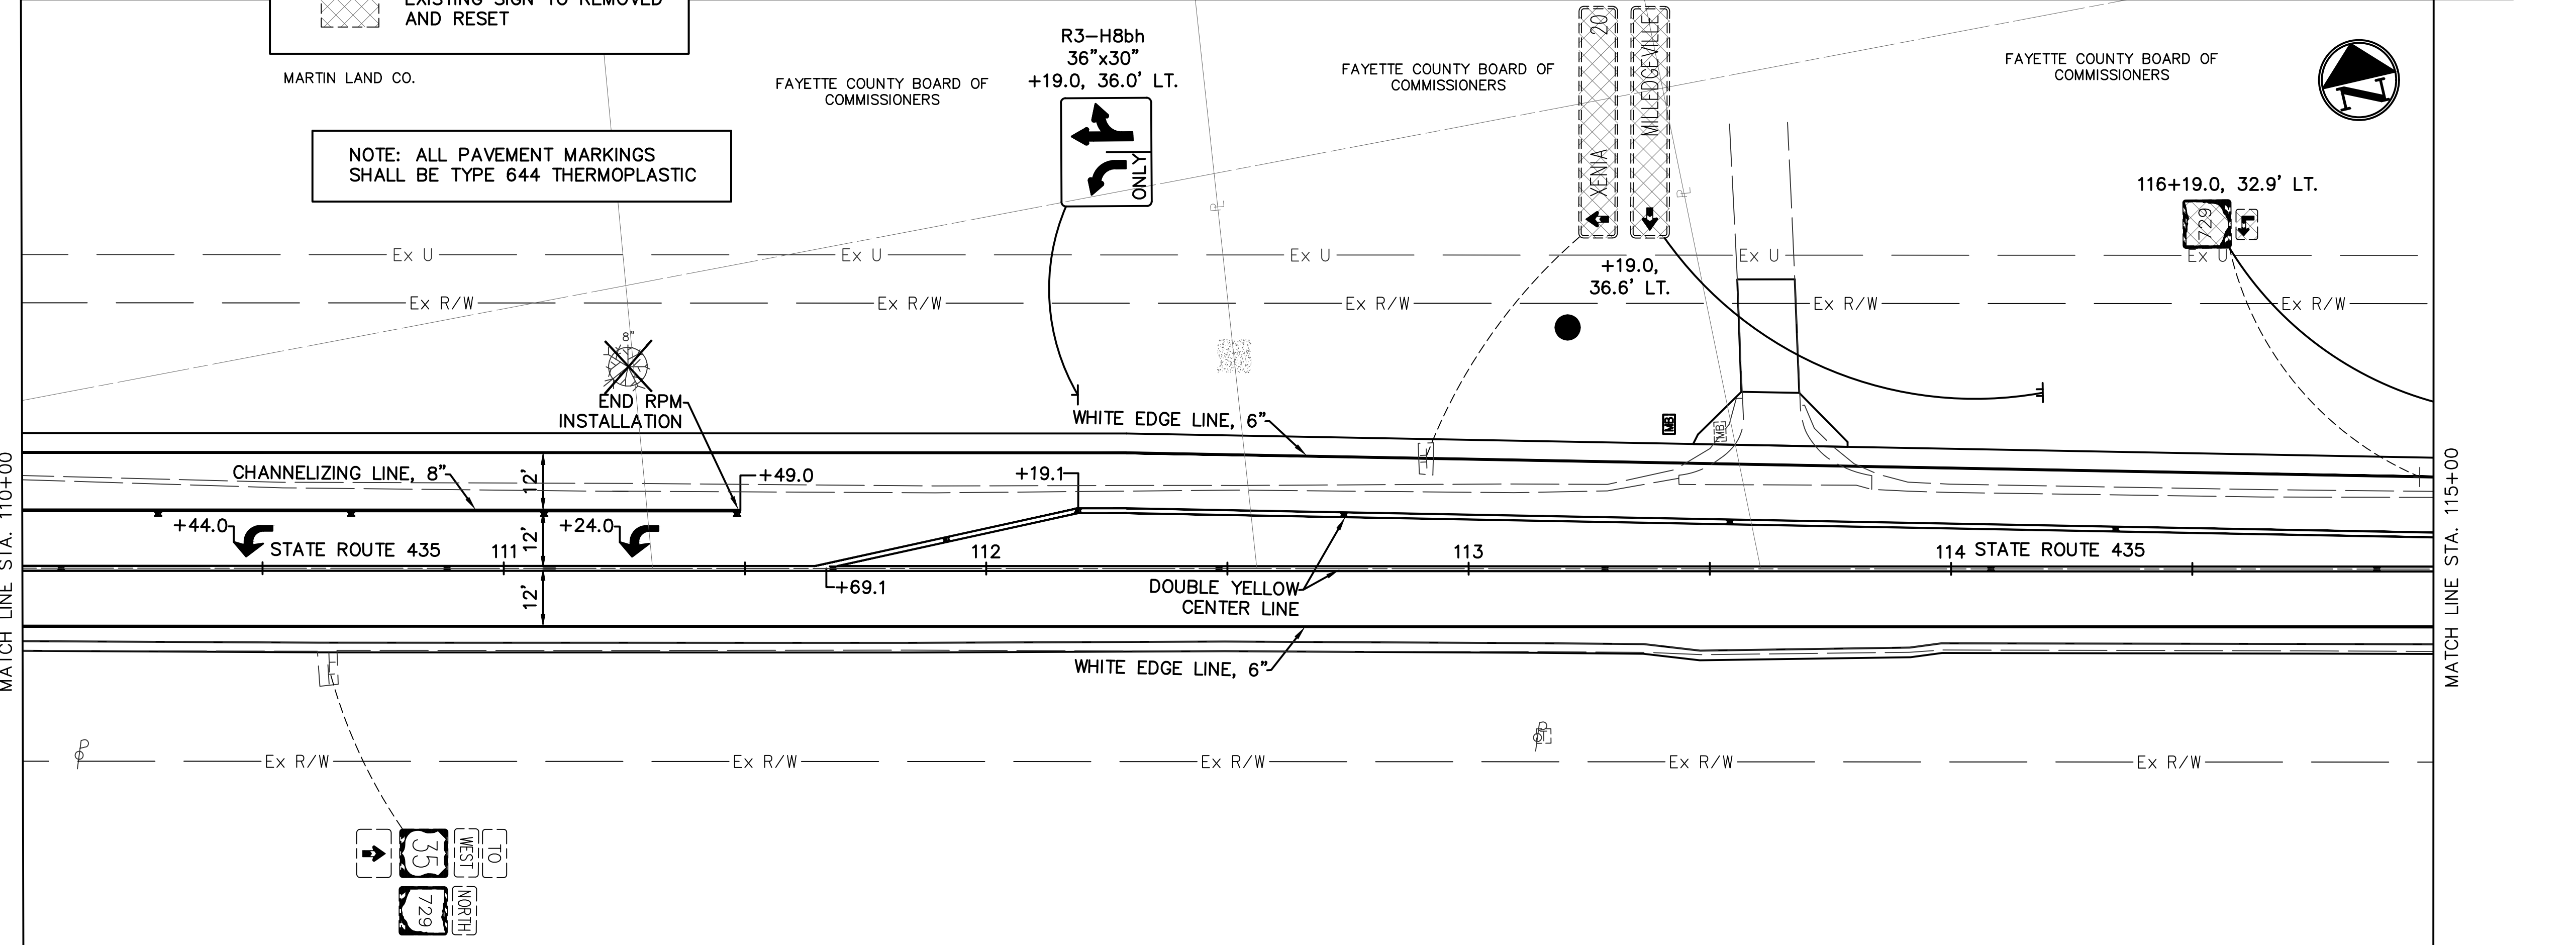 EXISTING SIGN TO REMOVED
AND RESET
MARTIN LAND CO.
NOTE: ALL PAVEMENT MARKINGS
SHALL BE TYPE 644 THERMOPLASTIC
FAYETTE COUNTY BOARD OF
COMMISSIONERS
R3-H8bh
36"x30"
+19.0, 36.0' LT.
ONLY
FAYETTE COUNTY BOARD OF
COMMISSIONERS
XENIA 20
MILLEDGEVILLE
+19.0,
36.6' LT.
FAYETTE COUNTY BOARD OF
COMMISSIONERS
N
116+19.0, 32.9' LT.
729
PL
PL
Ex U
Ex U
Ex U
Ex U
Ex U
Ex R/W
Ex R/W
Ex R/W
Ex R/W
Ex R/W
8"
END RPM
INSTALLATION
WHITE EDGE LINE, 6"
MB
MB
MATCH LINE STA. 110+00
CHANNELIZING LINE, 8"
12'
+49.0
+19.1
+44.0
STATE ROUTE 435
111
12'
+24.0
112
113
114
STATE ROUTE 435
MATCH LINE STA. 115+00
12'
+69.1
DOUBLE YELLOW
CENTER LINE
WHITE EDGE LINE, 6"
Ex R/W
Ex R/W
Ex R/W
Ex R/W
Ex R/W
35
WEST
TO
729
NORTH